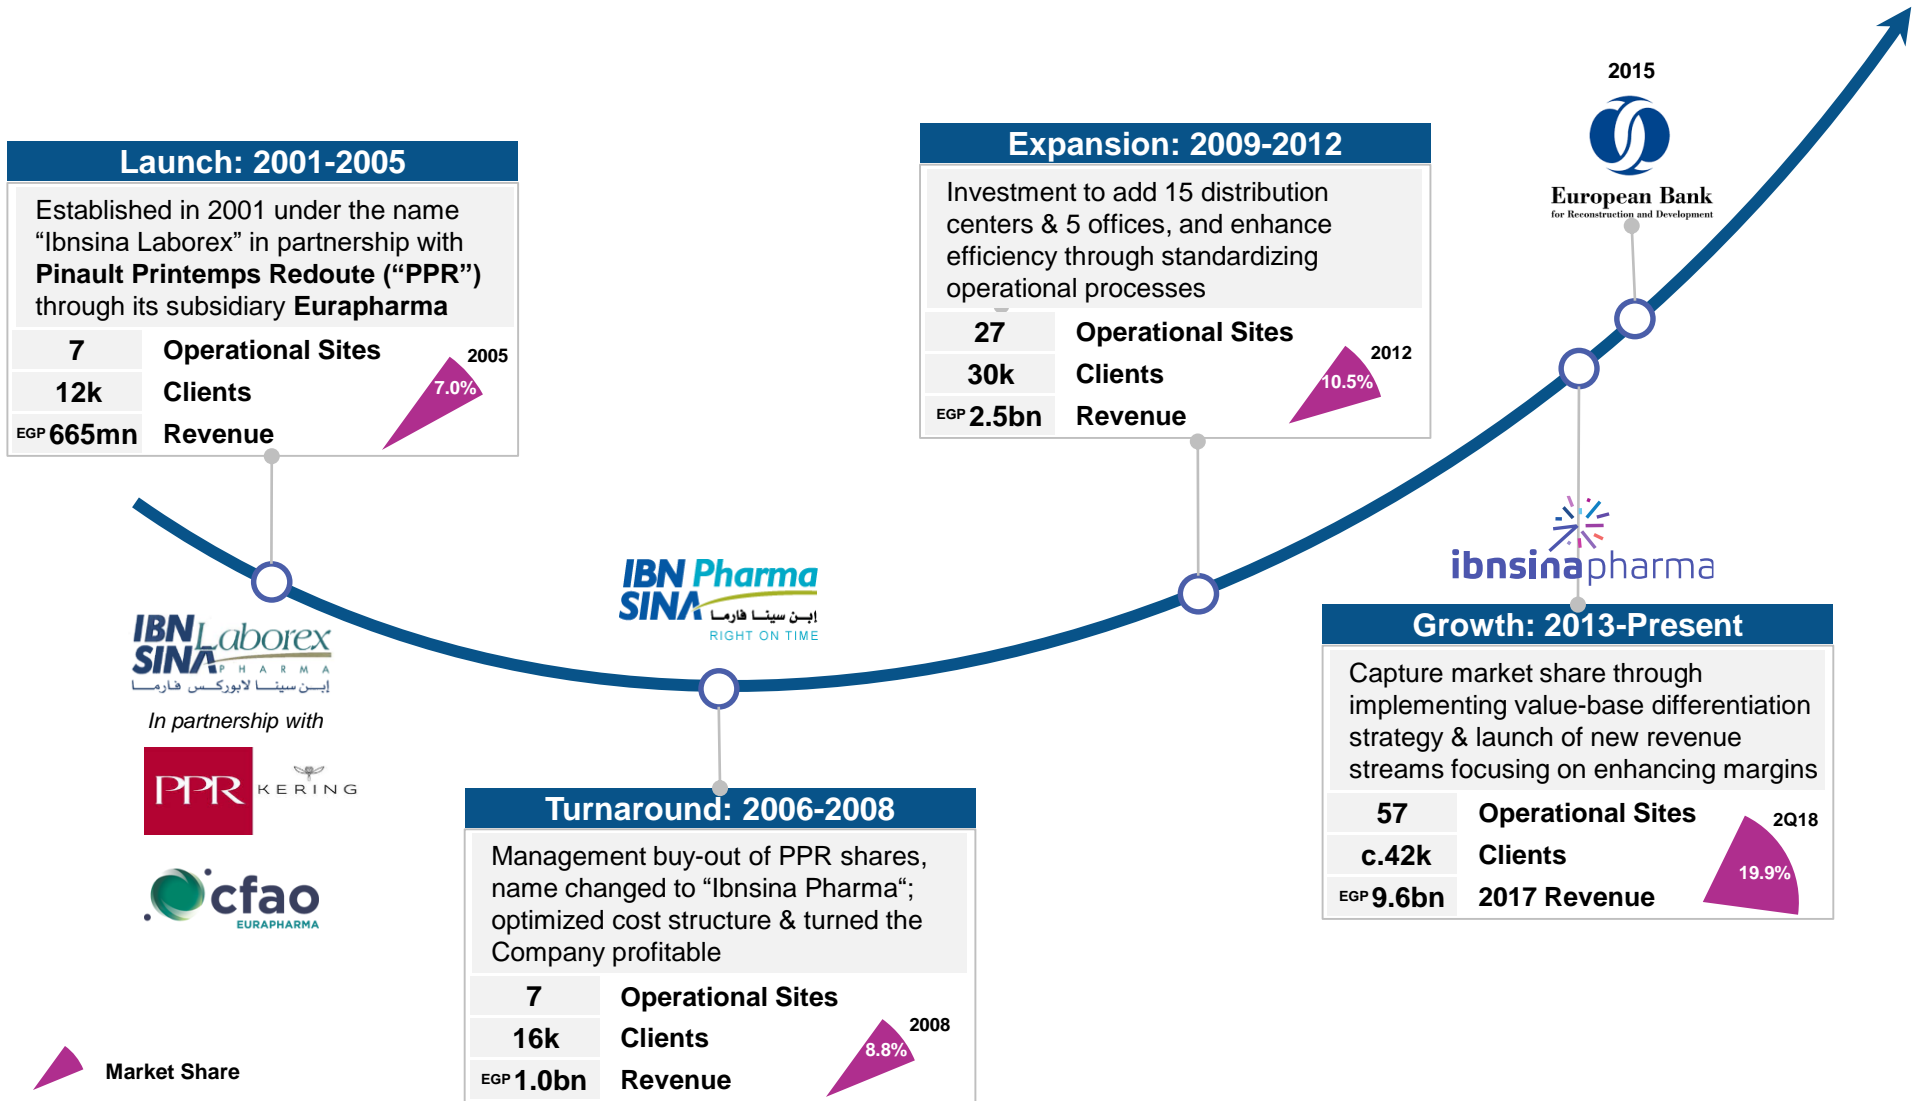 Launch: 2001-2005
Established in 2001 under the name
“Ibnsina Laborex” in partnership with
Pinault Printemps Redoute (“PPR”)
through its subsidiary Eurapharma
7 Operational Sites
12k Clients
EGP 665mn Revenue
2005
7.0%
IBN SINA Laborex
PHARMA
إبن سينا لابوركس فارما
In partnership with
PPR KERING
cfao
EURAPHARMA
IBN SINA Pharma
إبن سينا فارما
RIGHT ON TIME
Turnaround: 2006-2008
Management buy-out of PPR shares,
name changed to “Ibnsina Pharma“;
optimized cost structure & turned the
Company profitable
7 Operational Sites
16k Clients
EGP 1.0bn Revenue
2008
8.8%
Expansion: 2009-2012
Investment to add 15 distribution
centers & 5 offices, and enhance
efficiency through standardizing
operational processes
27 Operational Sites
30k Clients
EGP 2.5bn Revenue
2012
10.5%
2015
European Bank
for Reconstruction and Development
ibnsinapharma
Growth: 2013-Present
Capture market share through
implementing value-base differentiation
strategy & launch of new revenue
streams focusing on enhancing margins
57 Operational Sites
c.42k Clients
EGP 9.6bn 2017 Revenue
2Q18
19.9%
Market Share